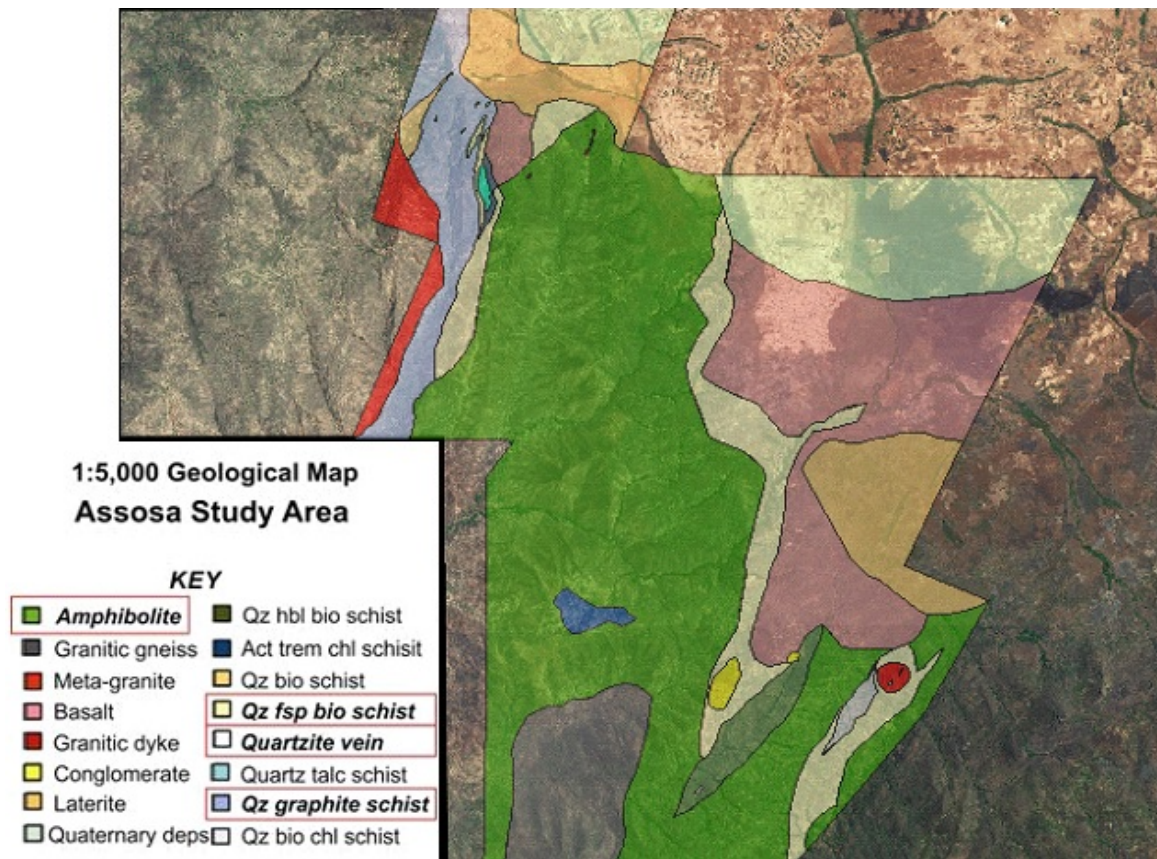 1:5,000 Geological Map
Assosa Study Area
KEY
Amphibolite
Granitic gneiss
Meta-granite
Basalt
Granitic dyke
Conglomerate
Laterite
Quaternary deps
Qz hbl bio schist
Act trem chl schisit
Qz bio schist
Qz fsp bio schist
Quartzite vein
Quartz talc schist
Qz graphite schist
Qz bio chl schist